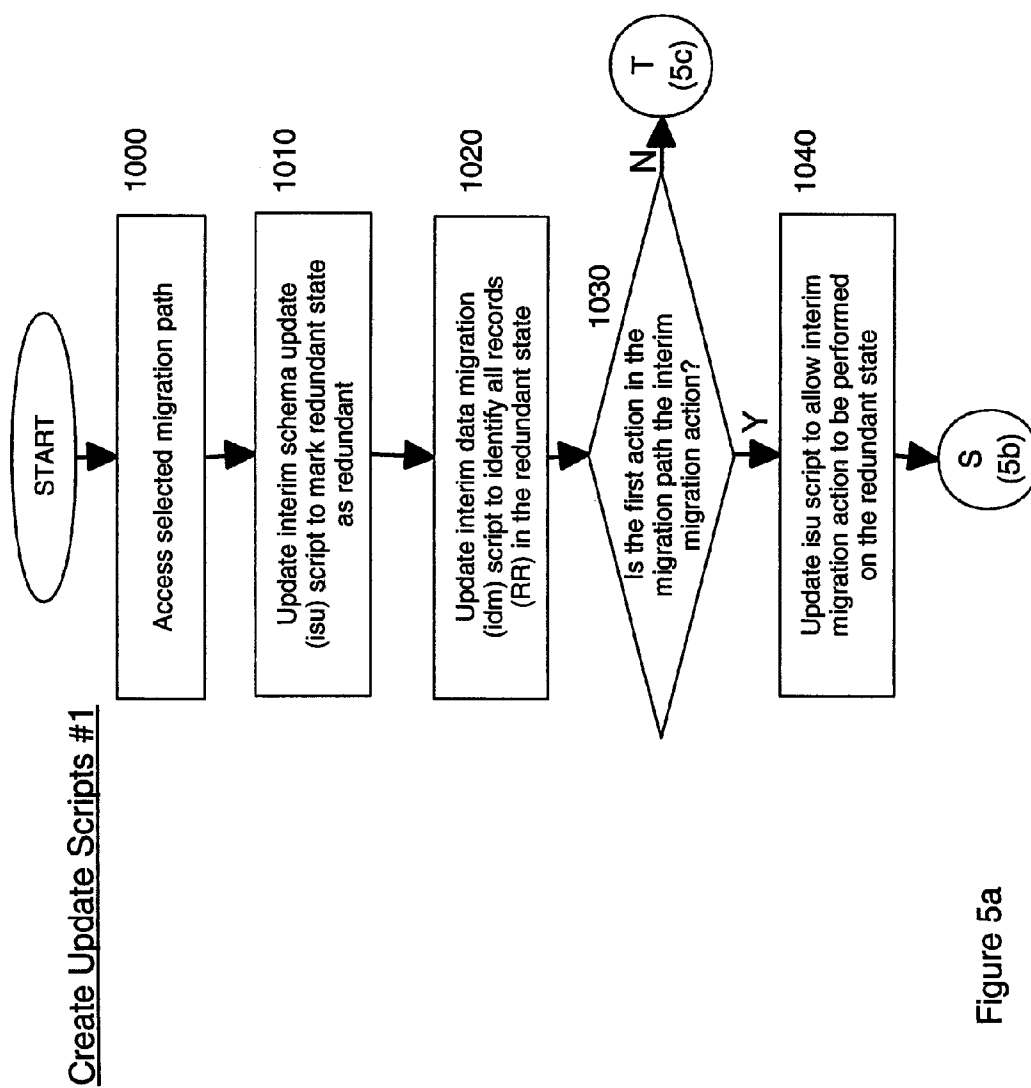 Create Update Scripts #1
START
Access selected migration path
1000
Update interim schema update
(isu) script to mark redundant state
as redundant
1010
Update interim data migration
(idm) script to identify all records
(RR) in the redundant state
1020
1030
Is the first action in the
migration path the interim
migration action?
N
T
(5c)
Y
Update isu script to allow interim
migration action to be performed
on the redundant state
1040
S
(5b)
Figure 5a